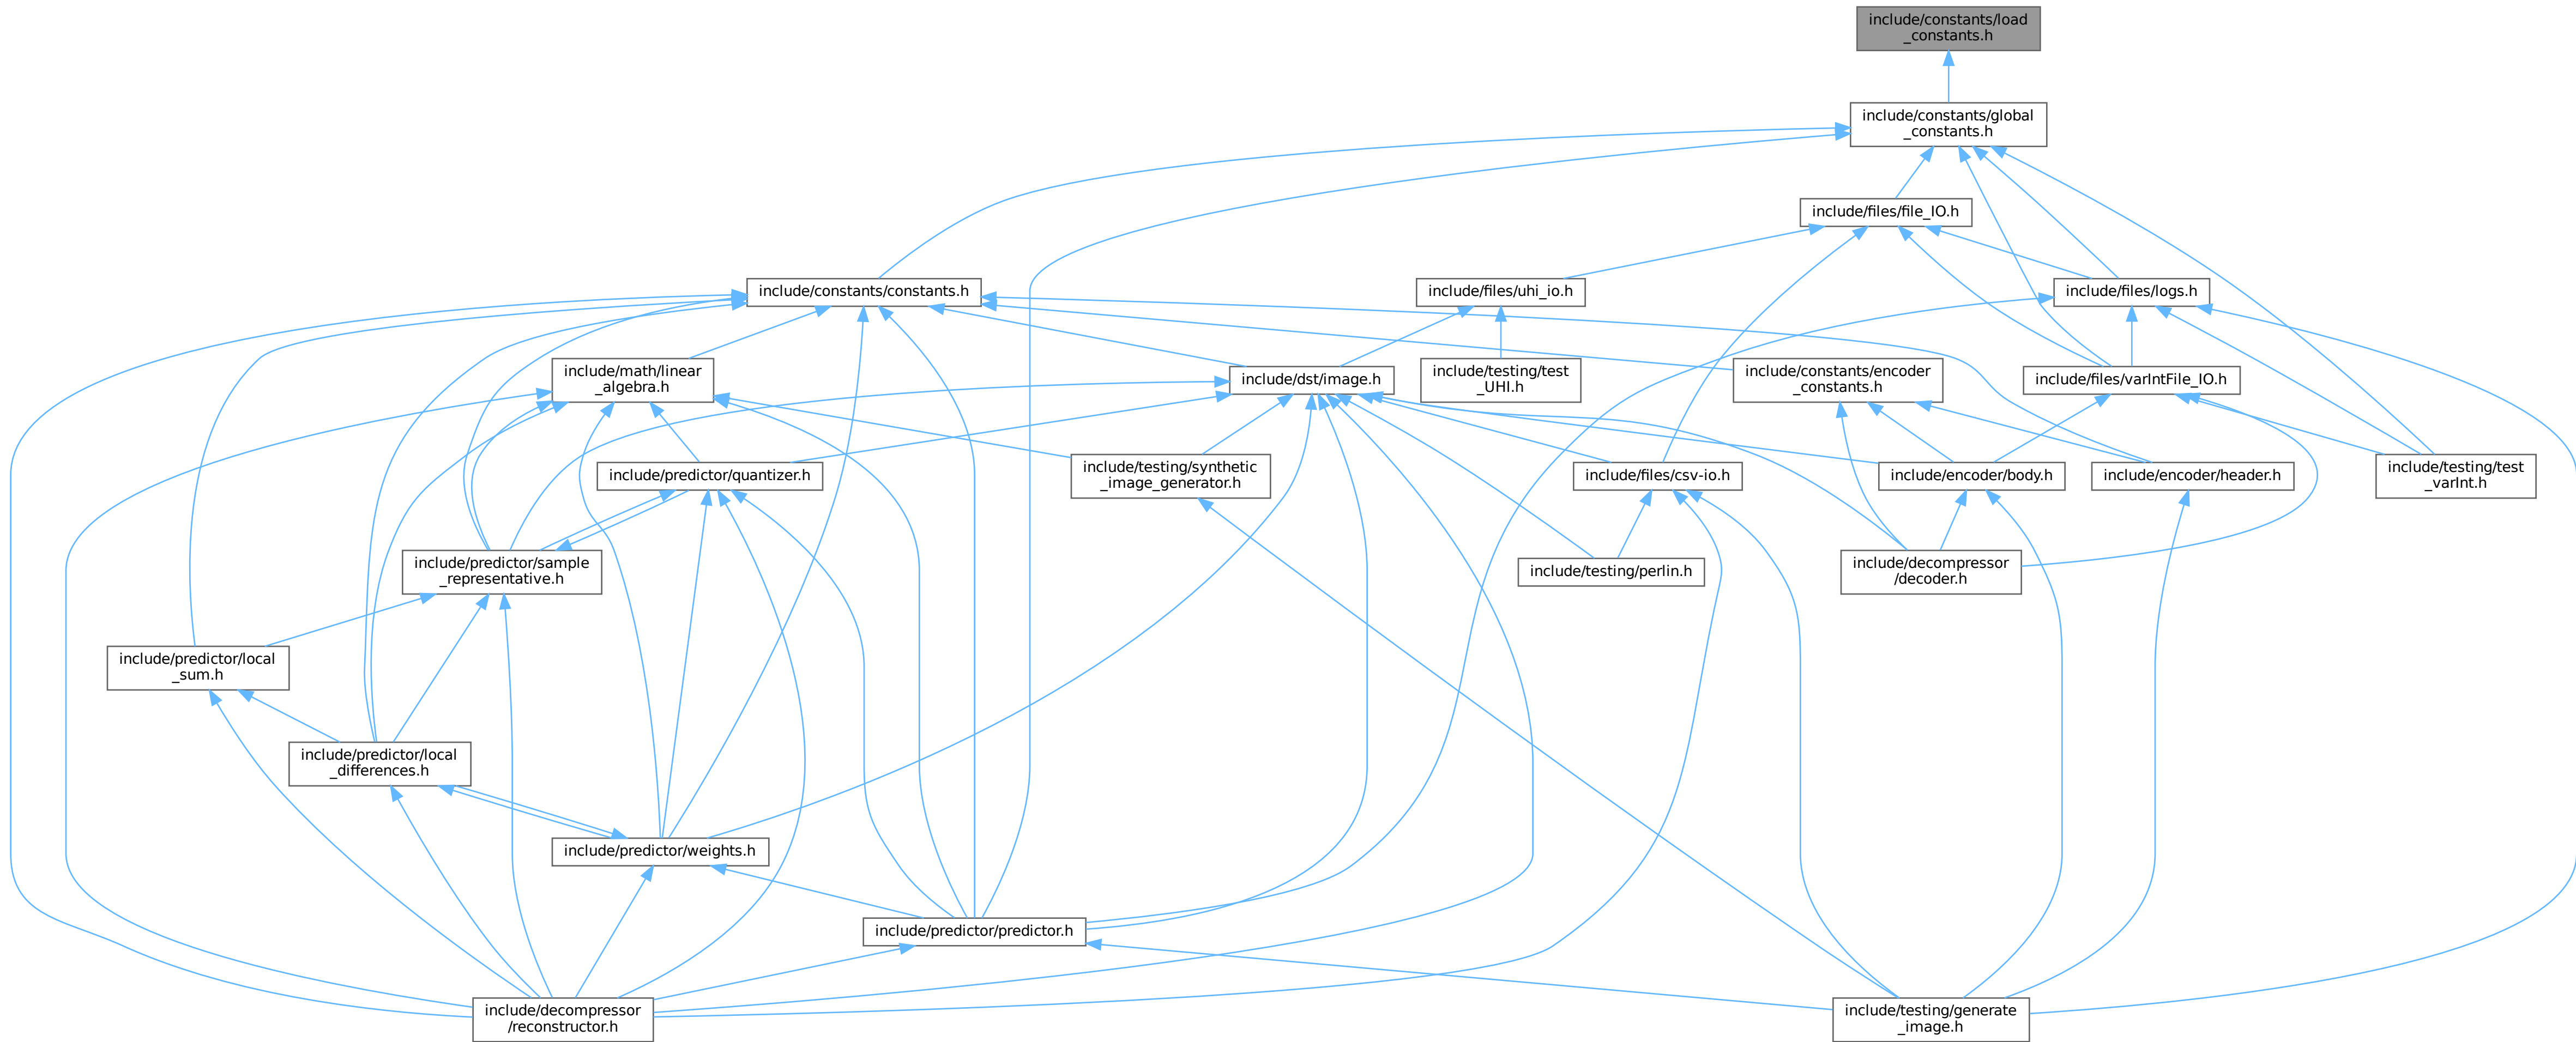 include/constants/load
_constants.h
include/constants/global
_constants.h
include/files/file_IO.h
include/constants/constants.h
include/files/uhi_io.h
include/files/logs.h
include/math/linear
_algebra.h
include/dst/image.h
include/testing/test
_UHI.h
include/constants/encoder
_constants.h
include/files/varIntFile_IO.h
include/predictor/quantizer.h
include/testing/synthetic
_image_generator.h
include/files/csv-io.h
include/encoder/body.h
include/encoder/header.h
include/testing/test
_varInt.h
include/predictor/sample
_representative.h
include/testing/perlin.h
include/decompressor
/decoder.h
include/predictor/local
_sum.h
include/predictor/local
_differences.h
include/predictor/weights.h
include/predictor/predictor.h
include/decompressor
/reconstructor.h
include/testing/generate
_image.h